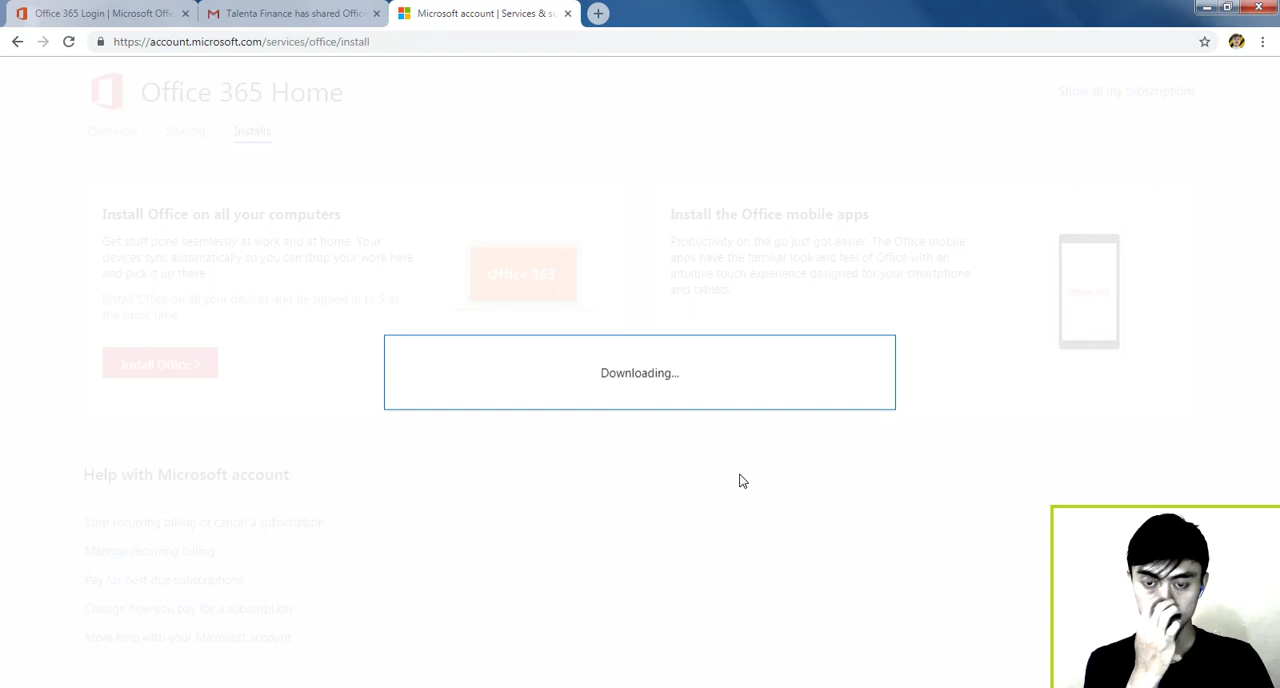 Office 365 Login | Microsoft Offic
Talenta Finance has shared Offic
Microsoft account | Services & su
https://account.microsoft.com/services/office/install
Office 365 Home
Show all my subscriptions
Overview
Sharing
Installs
Install Office on all your computers
Get stuff done seamlessly at work and at home. Your
devices sync automatically so you can drop your work here
and pick it up there.
Install Office on all your devices and be signed in to 5 at
the same time.
Office 365
Install Office >
Install the Office mobile apps
Productivity on the go just got easier. The Office mobile
apps have the familiar look and feel of Office with an
intuitive touch experience designed for your smartphone
and tablets.
Office 365
Downloading...
Help with Microsoft account
Stop recurring billing or cancel a subscription
Manage recurring billing
Pay for past due subscriptions
Change how you pay for a subscription
More help with your Microsoft account